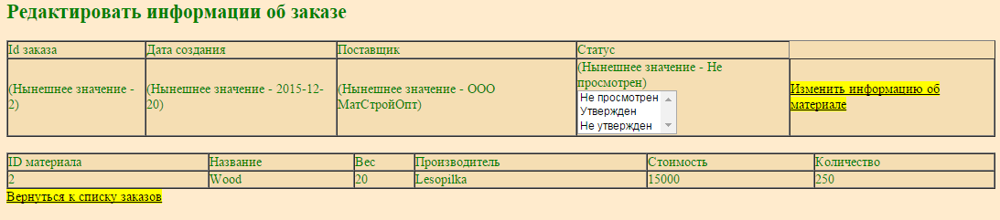 Редактировать информации об заказе
Id заказа Дата создания Поставщик Статус
(Нынешнее значение - 2) (Нынешнее значение - 2015-12-20) (Нынешнее значение - ООО МатСтройОпт) (Нынешнее значение - Не просмотрен)
Не просмотрен
Утвержден
Не утвержден
Изменить информацию об материале
ID материала Название Вес Производитель Стоимость Количество
2 Wood 20 Lesopilka 15000 250
Вернуться к списку заказов